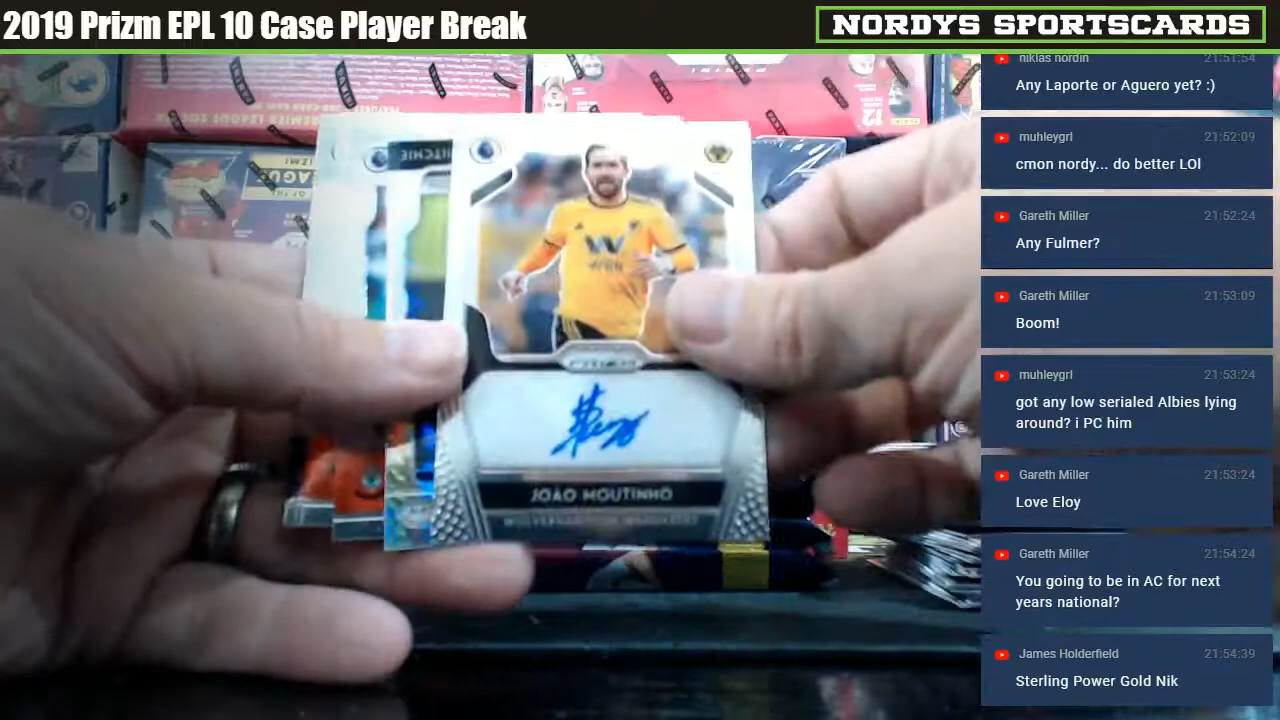 2019 Prizm EPL 10 Case Player Break
NORDYS SPORTSCARDS
niklas nordin 21:51:54
Any Laporte or Aguero yet? :)
muhleygrl 21:52:09
cmon nordy... do better LOl
Gareth Miller 21:52:24
Any Fulmer?
Gareth Miller 21:53:09
Boom!
muhleygrl 21:53:24
got any low serialed Albies lying
around? i PC him
Gareth Miller 21:53:24
Love Eloy
Gareth Miller 21:54:24
You going to be in AC for next
years national?
James Holderfield 21:54:39
Sterling Power Gold Nik
PRIZM
JOÃO MOUTINHO